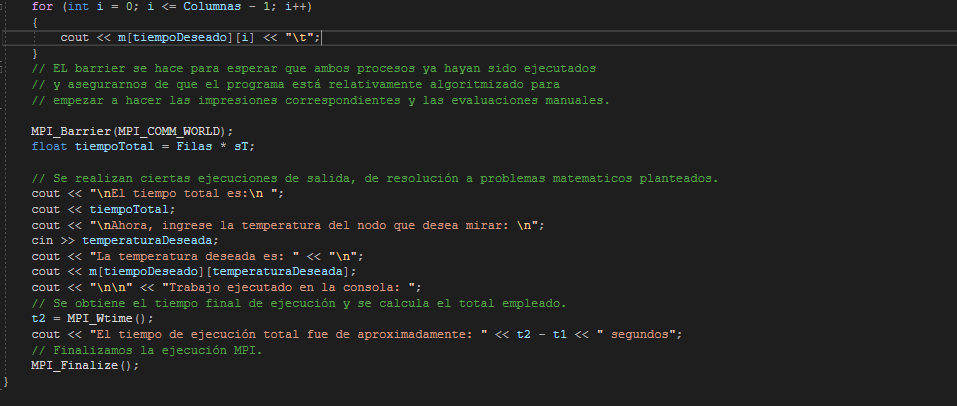 for (int i = 0; i <= Columnas - 1; i++)
{
cout << m[tiempoDeseado][i] << "\t";
}
// EL barrier se hace para esperar que ambos procesos ya hayan sido ejecutados
// y asegurarnos de que el programa está relativamente algoritmizado para
// empezar a hacer las impresiones correspondientes y las evaluaciones manuales.
MPI_Barrier(MPI_COMM_WORLD);
float tiempoTotal = Filas * sT;
// Se realizan ciertas ejecuciones de salida, de resolución a problemas matematicos planteados.
cout << "\nEl tiempo total es:\n ";
cout << tiempoTotal;
cout << "\nAhora, ingrese la temperatura del nodo que desea mirar: \n";
cin >> temperaturaDeseada;
cout << "La temperatura deseada es: " << "\n";
cout << m[tiempoDeseado][temperaturaDeseada];
cout << "\n\n" << "Trabajo ejecutado en la consola: ";
// Se obtiene el tiempo final de ejecución y se calcula el total empleado.
t2 = MPI_Wtime();
cout << "El tiempo de ejecución total fue de aproximadamente: " << t2 - t1 << " segundos";
// Finalizamos la ejecución MPI.
MPI_Finalize();
}